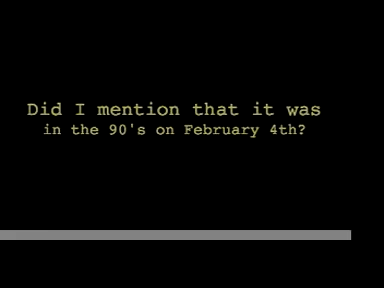 Did I mention that it was
in the 90's on February 4th?